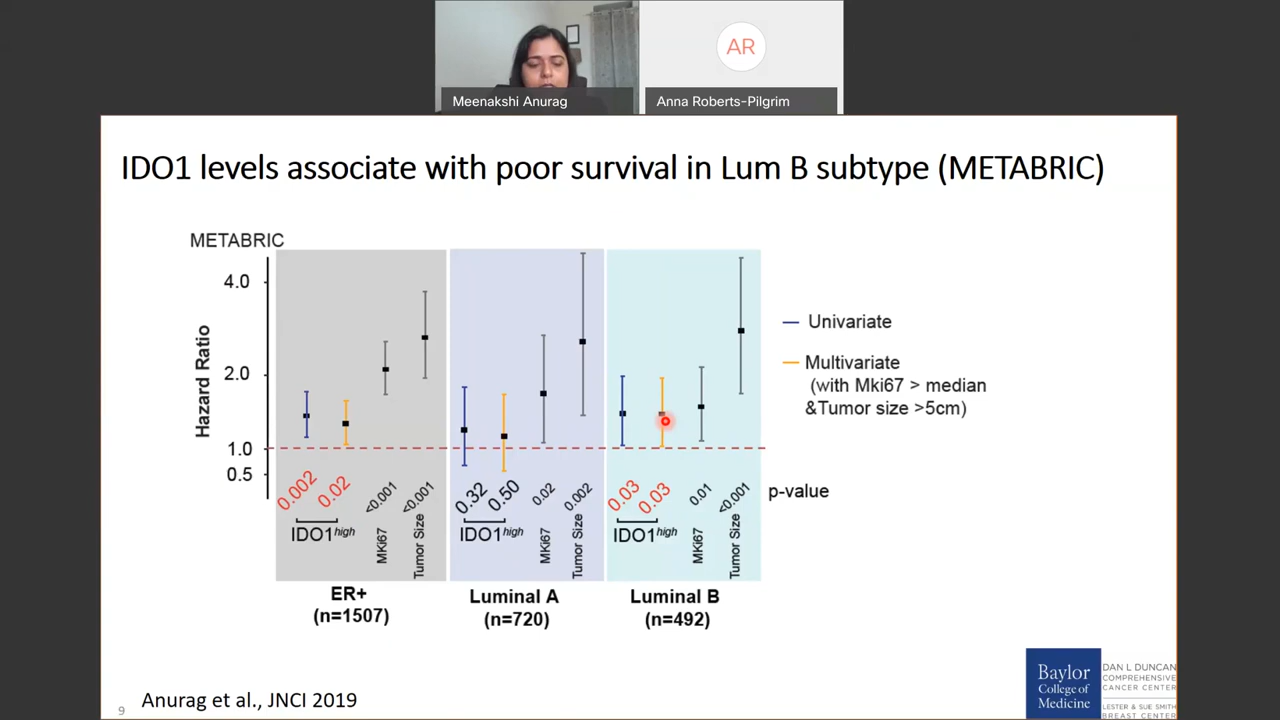 Meenakshi Anurag
AR
Anna Roberts-Pilgrim
IDO1 levels associate with poor survival in Lum B subtype (METABRIC)
METABRIC
Hazard Ratio
4.0
2.0
1.0
0.5
0.002
0.02
<0.001
<0.001
IDO1high
MKi67
Tumor Size
ER+
(n=1507)
0.32
0.50
0.02
0.002
IDO1high
MKi67
Tumor Size
Luminal A
(n=720)
0.03
0.03
0.01
<0.001
IDO1high
MKi67
Tumor Size
Luminal B
(n=492)
p-value
Univariate
Multivariate
(with Mki67 > median
&Tumor size >5cm)
9
Anurag et al., JNCI 2019
Baylor
College of
Medicine
DAN L DUNCAN
COMPREHENSIVE
CANCER CENTER
LESTER & SUE SMITH
BREAST CENTER